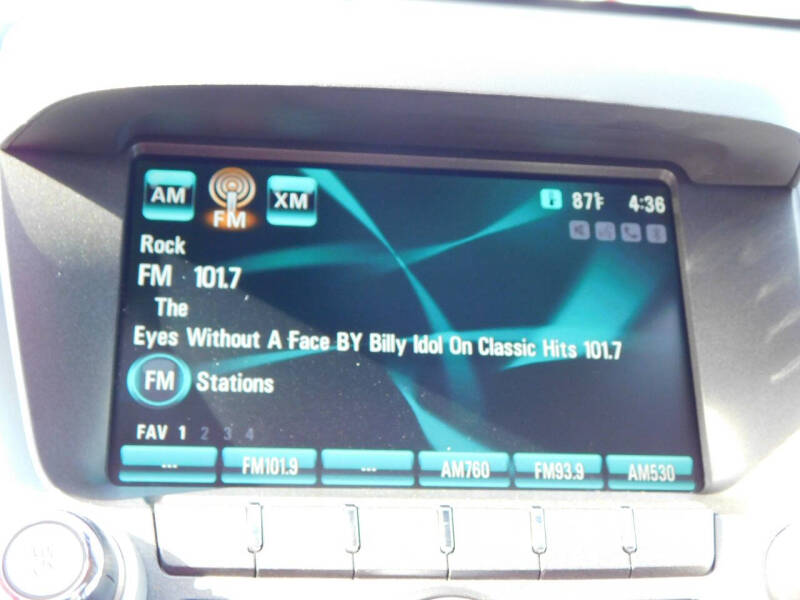 AM FM XM 87°F 4:36
Rock
FM 101.7
The
Eyes Without A Face BY Billy Idol On Classic Hits 101.7
FM Stations
FAV 1 2 3 4
--- FM101.9 --- AM760 FM93.9 AM530